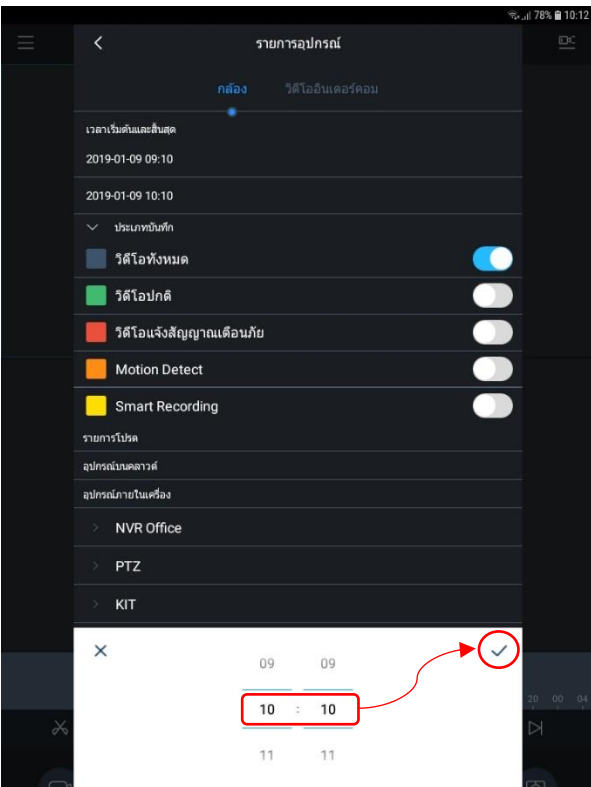 78% 10:12
รายการอุปกรณ์
กล้อง วิดีโออินเตอร์คอม
เวลาเริ่มต้นและสิ้นสุด
2019-01-09 09:10
2019-01-09 10:10
ประเภทบันทึก
วิดีโอทั้งหมด
วิดีโอปกติ
วิดีโอแจ้งสัญญาณเตือนภัย
Motion Detect
Smart Recording
รายการโปรด
อุปกรณ์บนคลาวด์
อุปกรณ์ภายในเครื่อง
NVR Office
PTZ
KIT
09 09
20 00 04
10 : 10
11 11